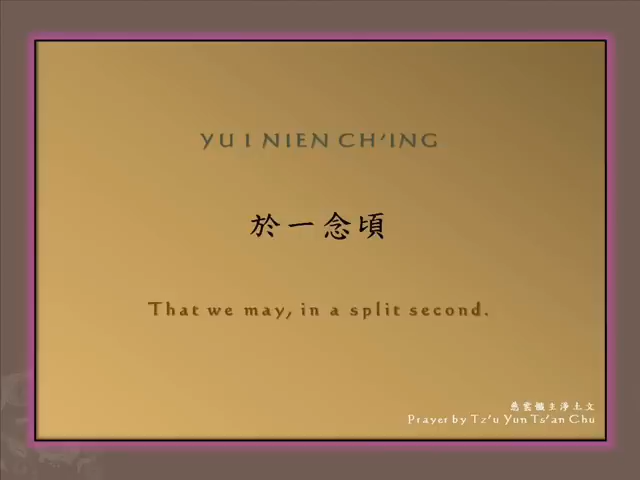 YU I NIEN CH'ING
於一念頃
That we may, in a split second.
慈雲懺主淨土文
Prayer by Tz'u Yun Ts'an Chu